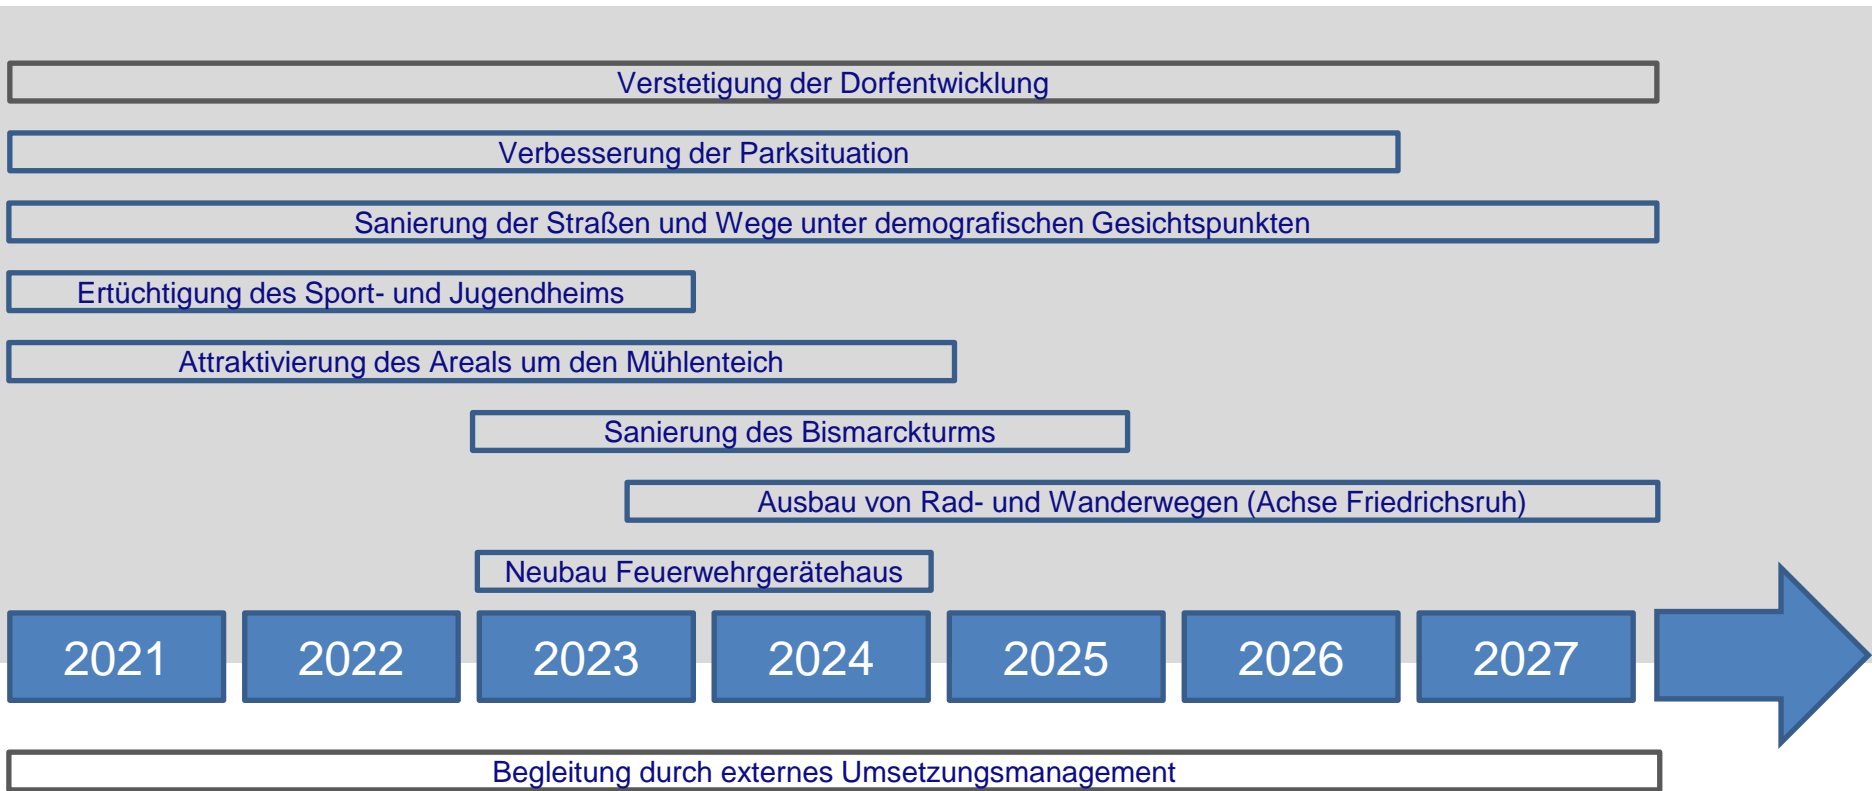 Verstetigung der Dorfentwicklung
Verbesserung der Parksituation
Sanierung der Straßen und Wege unter demografischen Gesichtspunkten
Ertüchtigung des Sport- und Jugendheims
Attraktivierung des Areals um den Mühlenteich
Sanierung des Bismarckturms
Ausbau von Rad- und Wanderwegen (Achse Friedrichsruh)
Neubau Feuerwehrgerätehaus
2021 2022 2023 2024 2025 2026 2027
Begleitung durch externes Umsetzungsmanagement